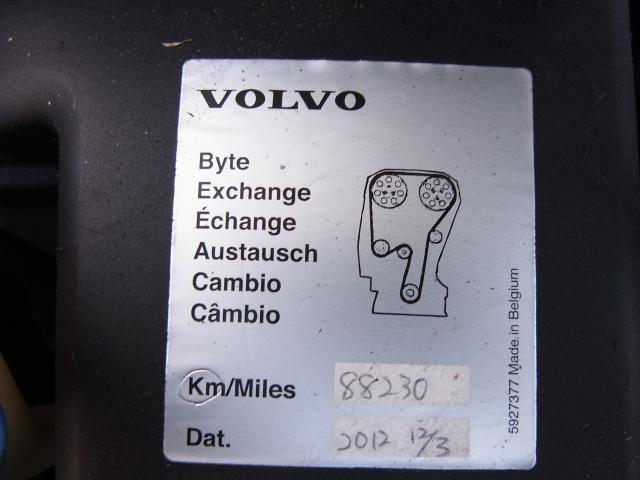 VOLVO
Byte
Exchange
Échange
Austausch
Cambio
Câmbio
Km/Miles 88230
Dat. 2012 12/3
5927377 Made in Belgium